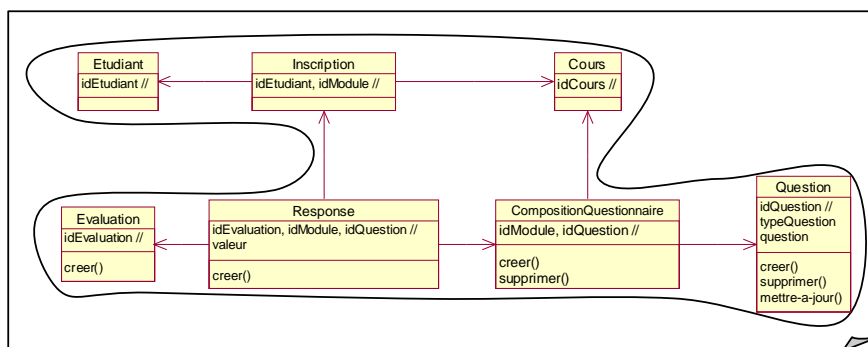 Etudiant
idEtudiant //
Inscription
idEtudiant, idModule //
Cours
idCours //
Evaluation
idEvaluation //
creer()
Response
idEvaluation, idModule, idQuestion //
valeur
creer()
CompositionQuestionnaire
idModule, idQuestion //
creer()
supprimer()
Question
idQuestion //
typeQuestion
question
creer()
supprimer()
mettre-a-jour()